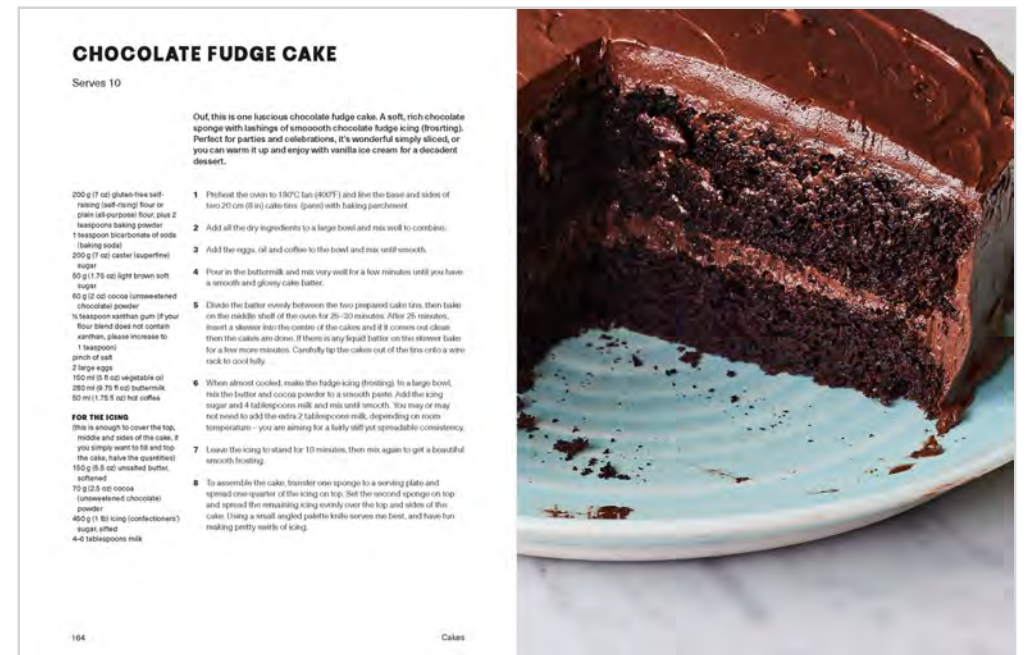 CHOCOLATE FUDGE CAKE
Serves 10
Ouf, this is one luscious chocolate fudge cake. A soft, rich chocolate
sponge with lashings of smooooth chocolate fudge icing (frosting).
Perfect for parties and celebrations, it's wonderful simply sliced, or
you can warm it up and enjoy with vanilla ice cream for a decadent
dessert.
200 g (7 oz) gluten-free self-
raising (self-rising) flour or
plain (all-purpose) flour, plus 2
teaspoons baking powder
1 teaspoon bicarbonate of soda
(baking soda)
200 g (7 oz) caster (superfine)
sugar
50 g (1.75 oz) light brown soft
sugar
60 g (2 oz) cocoa (unsweetened
chocolate) powder
½ teaspoon xanthan gum (if your
flour blend does not contain
xanthan, please increase to
1 teaspoon)
pinch of salt
2 large eggs
150 ml (5 fl oz) vegetable oil
280 ml (9.75 fl oz) buttermilk
50 ml (1.75 fl oz) hot coffee
FOR THE ICING
(this is enough to cover the top,
middle and sides of the cake, if
you simply want to fill and top
the cake, halve the quantities)
150 g (5.5 oz) unsalted butter,
softened
70 g (2.5 oz) cocoa
(unsweetened chocolate)
powder
450 g (1 lb) icing (confectioners')
sugar, sifted
4-6 tablespoons milk
1 Preheat the oven to 180°C fan (400°F) and line the base and sides of
two 20 cm (8 in) cake tins (pans) with baking parchment.
2 Add all the dry ingredients to a large bowl and mix well to combine.
3 Add the eggs, oil and coffee to the bowl and mix until smooth.
4 Pour in the buttermilk and mix very well for a few minutes until you have
a smooth and glossy cake batter.
5 Divide the batter evenly between the two prepared cake tins, then bake
on the middle shelf of the oven for 25–30 minutes. After 25 minutes,
insert a skewer into the centre of the cakes and if it comes out clean
then the cakes are done. If there is any liquid batter on the skewer bake
for a few more minutes. Carefully tip the cakes out of the tins onto a wire
rack to cool fully.
6 When almost cooled, make the fudge icing (frosting). In a large bowl,
mix the butter and cocoa powder to a smooth paste. Add the icing
sugar and 4 tablespoons milk and mix until smooth. You may or may
not need to add the extra 2 tablespoons milk, depending on room
temperature – you are aiming for a fairly stiff yet spreadable consistency.
7 Leave the icing to stand for 10 minutes, then mix again to get a beautiful
smooth frosting.
8 To assemble the cake, transfer one sponge to a serving plate and
spread one-quarter of the icing on top. Set the second sponge on top
and spread the remaining icing evenly over the top and sides of the
cake. Using a small angled palette knife serves me best, and have fun
making pretty swirls of icing.
164
Cakes